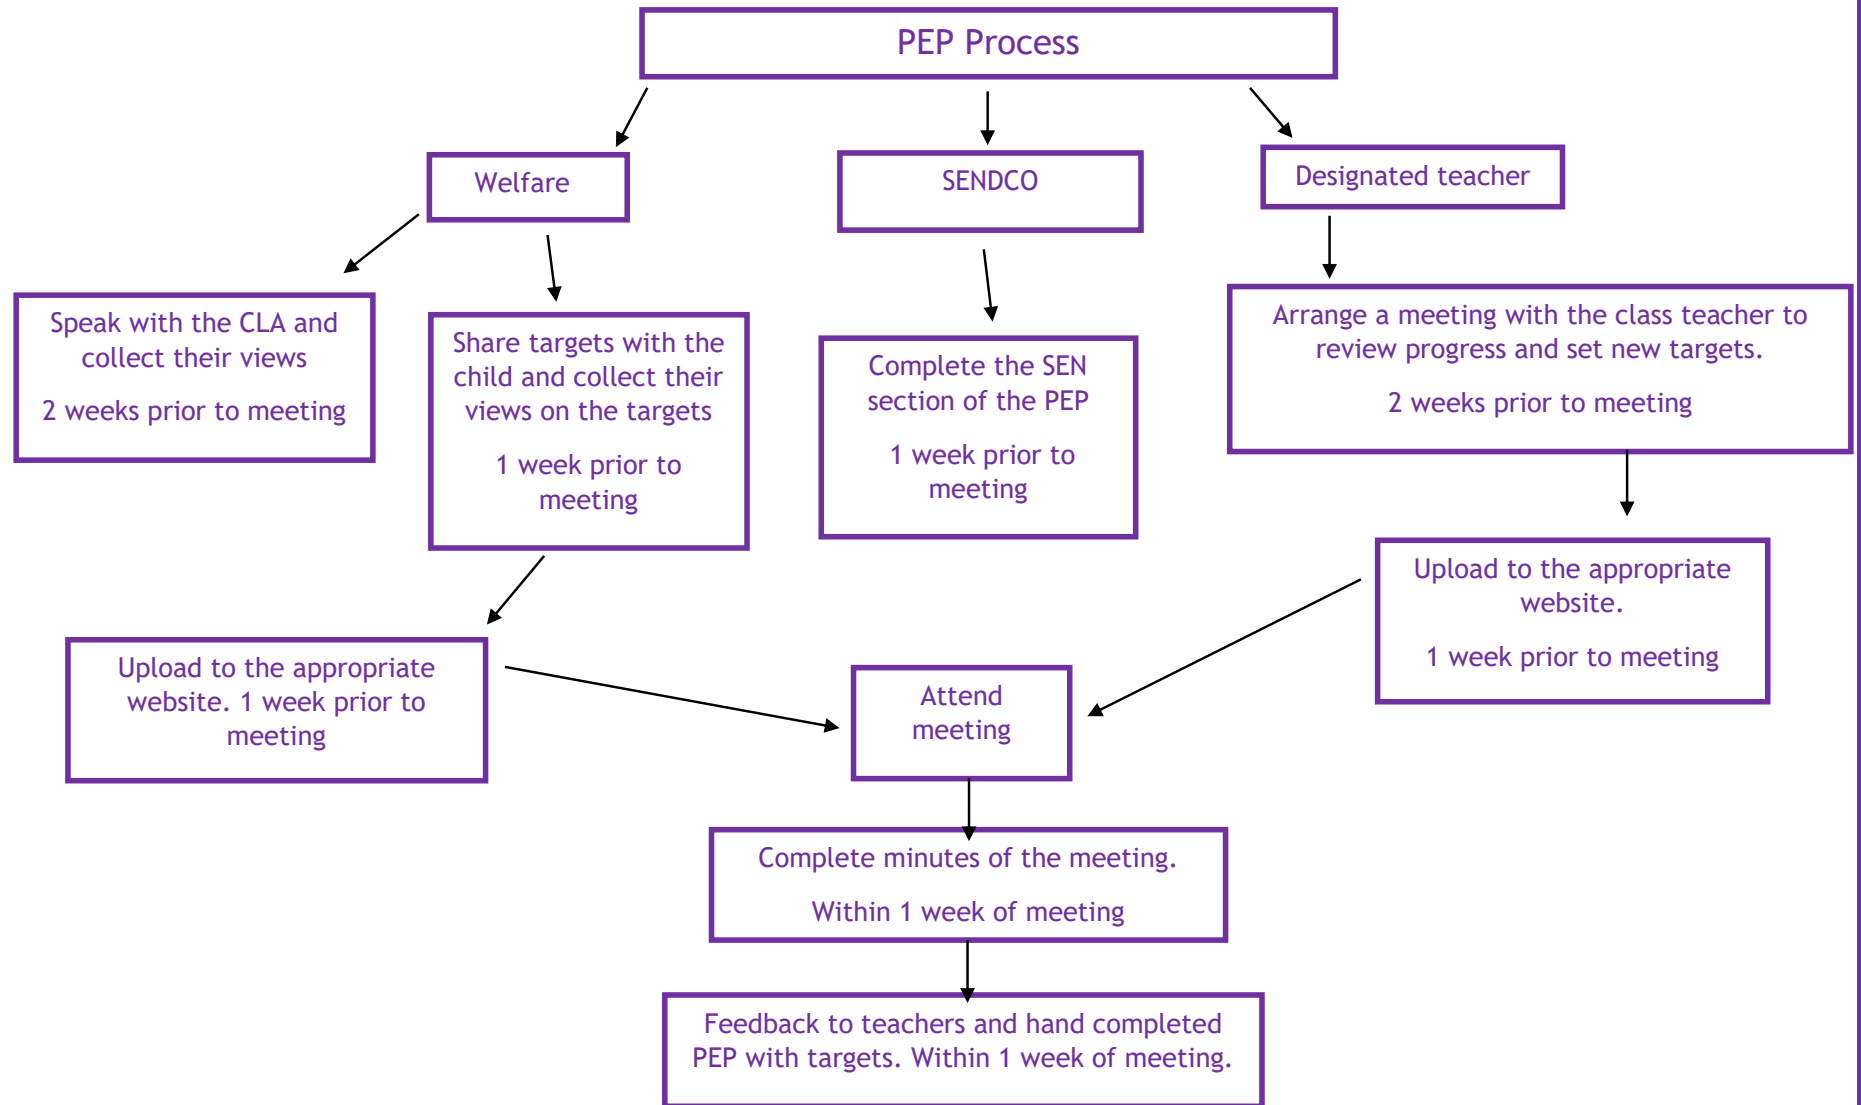 PEP Process
Welfare
SENDCO
Designated teacher
Speak with the CLA and
collect their views
2 weeks prior to meeting
Share targets with the
child and collect their
views on the targets
1 week prior to
meeting
Complete the SEN
section of the PEP
1 week prior to
meeting
Arrange a meeting with the class teacher to
review progress and set new targets.
2 weeks prior to meeting
Upload to the appropriate
website. 1 week prior to
meeting
Upload to the appropriate
website.
1 week prior to meeting
Attend
meeting
Complete minutes of the meeting.
Within 1 week of meeting
Feedback to teachers and hand completed
PEP with targets. Within 1 week of meeting.